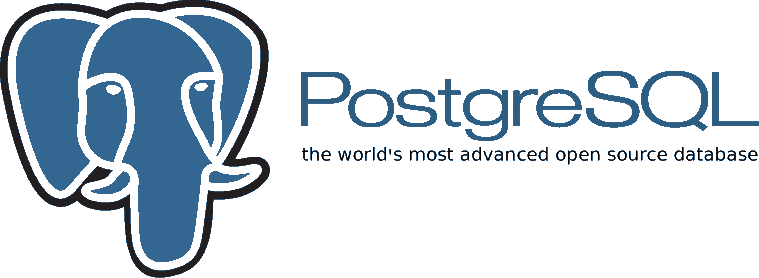 PostgreSQL
the world's most advanced open source database